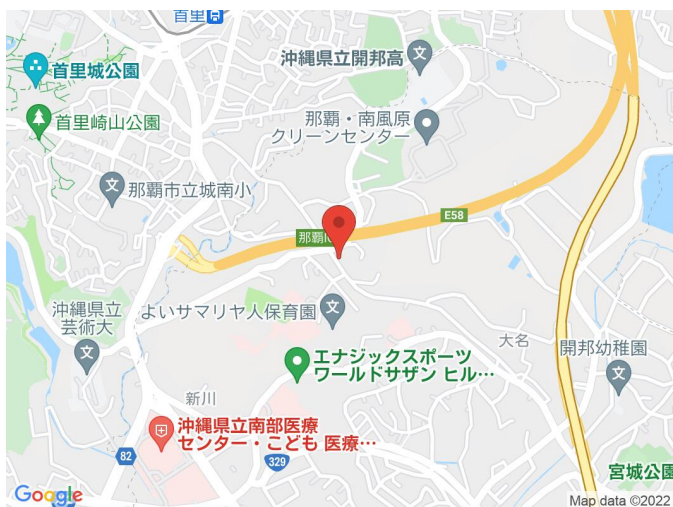 首里
首里城公園
沖縄県立開邦高
首里崎山公園
那覇・南風原
クリーンセンター
那覇市立城南小
E58
那覇IC
沖縄県立
芸術大
よいサマリヤ人保育園
大名
開邦幼稚園
エナジックスポーツ
ワールドサザン ヒル…
新川
沖縄県立南部医療
センター・こども 医療…
82
329
宮城公園
Google
Map data ©2022